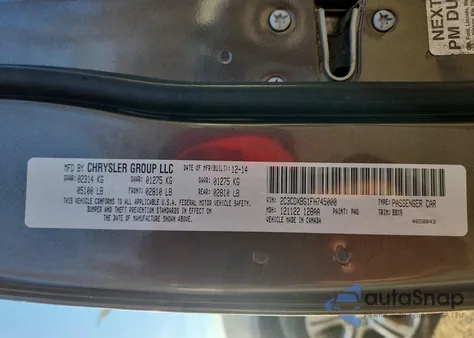 NEXT
PM DU
MFD BY CHRYSLER GROUP LLC DATE OF MFR(BUILT): 12-14
GVWR: 02314 KG GAWR: 01275 KG GAWR: 01275 KG
05100 LB FRONT: 02810 LB REAR: 02810 LB
THIS VEHICLE CONFORMS TO ALL APPLICABLE U.S.A. FEDERAL MOTOR VEHICLE SAFETY,
BUMPER AND THEFT PREVENTION STANDARDS IN EFFECT ON
THE DATE OF MANUFACTURE SHOWN ABOVE.
VIN: 2C3CDXBG1FH745000 TYPE: PASSENGER CAR
MDH: 121122 128AA PAINT: PAU TRIM:
VEHICLE MADE IN CANADA 4658043
autoSnap